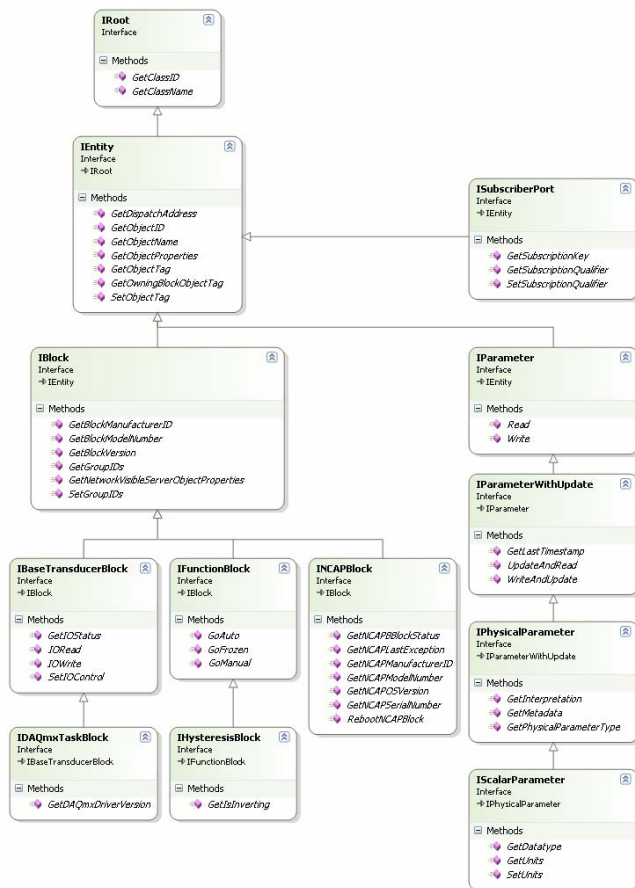 IRoot
Interface
Methods
GetClassID
GetClassName
IEntity
Interface
IRoot
Methods
GetDispatchAddress
GetObjectID
GetObjectName
GetObjectProperties
GetObjectTag
GetOwningBlockObjectTag
SetObjectTag
ISubscriberPort
Interface
IEntity
Methods
GetSubscriptionKey
GetSubscriptionQualifier
SetSubscriptionQualifier
IBlock
Interface
IEntity
Methods
GetBlockManufacturerID
GetBlockModelNumber
GetBlockVersion
GetGroupIDs
GetNetworkVisibleServerObjectProperties
SetGroupIDs
IParameter
Interface
IEntity
Methods
Read
Write
IParameterWithUpdate
Interface
IParameter
Methods
GetLastTimestamp
UpdateAndRead
WriteAndUpdate
IBaseTransducerBlock
Interface
IBlock
Methods
GetIOStatus
IORead
IOWrite
SetIOControl
IFunctionBlock
Interface
IBlock
Methods
GoAuto
GoFrozen
GoManual
INCAPBlock
Interface
IBlock
Methods
GetNCAPBBlockStatus
GetNCAPLastException
GetNCAPManufacturerID
GetNCAPModelNumber
GetNCAPOSVersion
GetNCAPSerialNumber
RebootNCAPBlock
IPhysicalParameter
Interface
IParameterWithUpdate
Methods
GetInterpretation
GetMetadata
GetPhysicalParameterType
IDAQmxTaskBlock
Interface
IBaseTransducerBlock
Methods
GetDAQmxDriverVersion
IHysteresisBlock
Interface
IFunctionBlock
Methods
GetIsInverting
IScalarParameter
Interface
IPhysicalParameter
Methods
GetDatatype
GetUnits
SetUnits